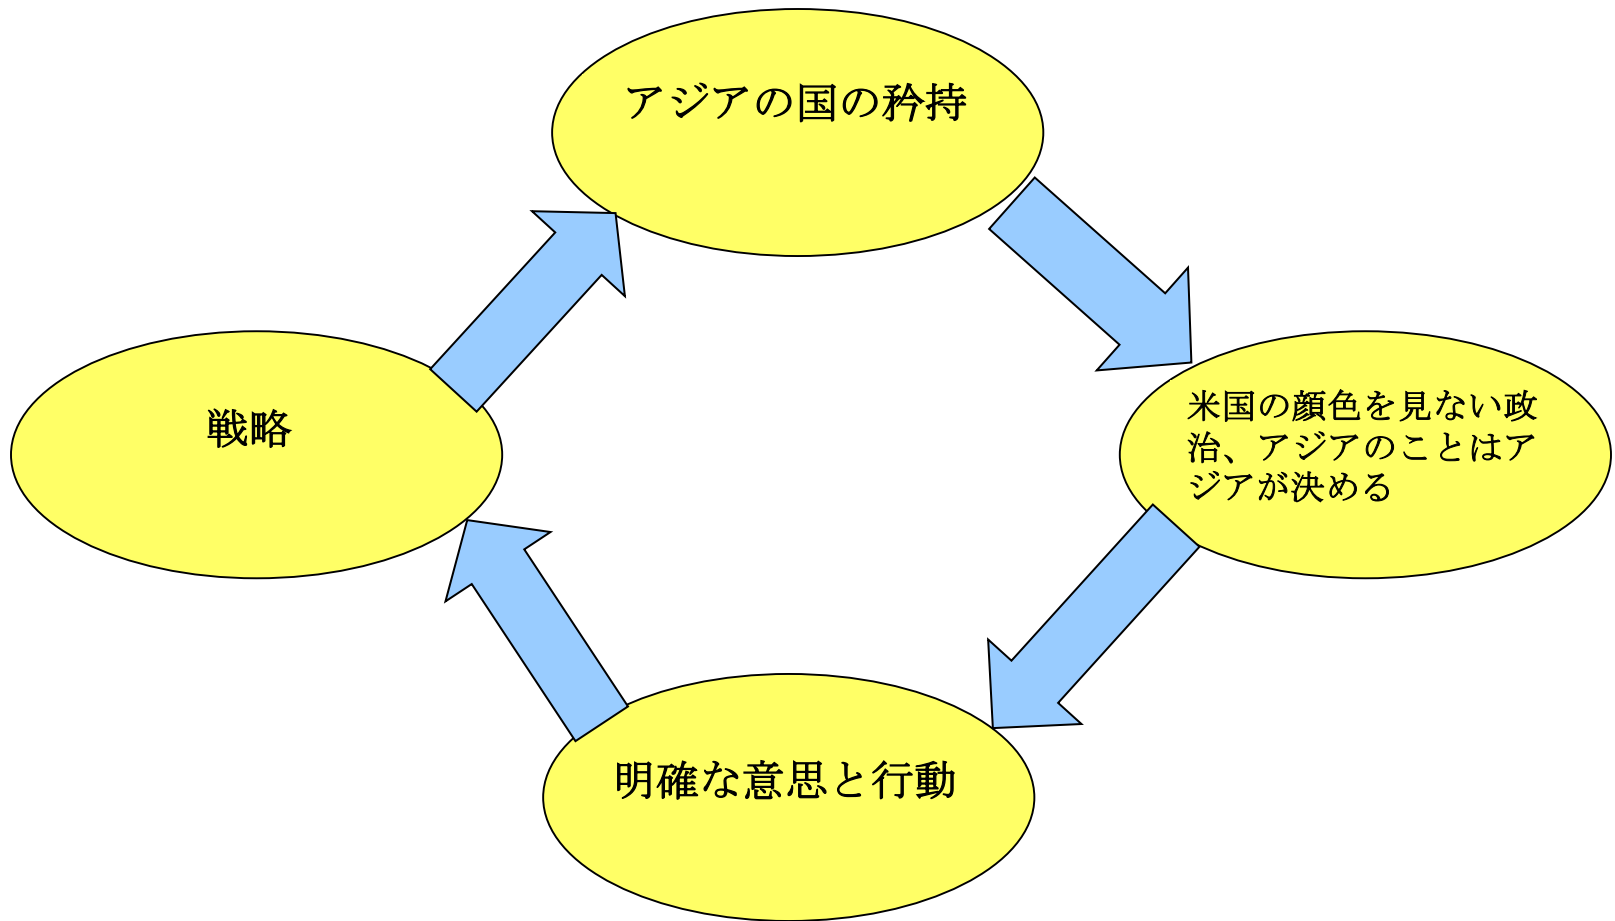 アジアの国の矜持
米国の顔色を見ない政
治、アジアのことはア
ジアが決める
戦略
明確な意思と行動